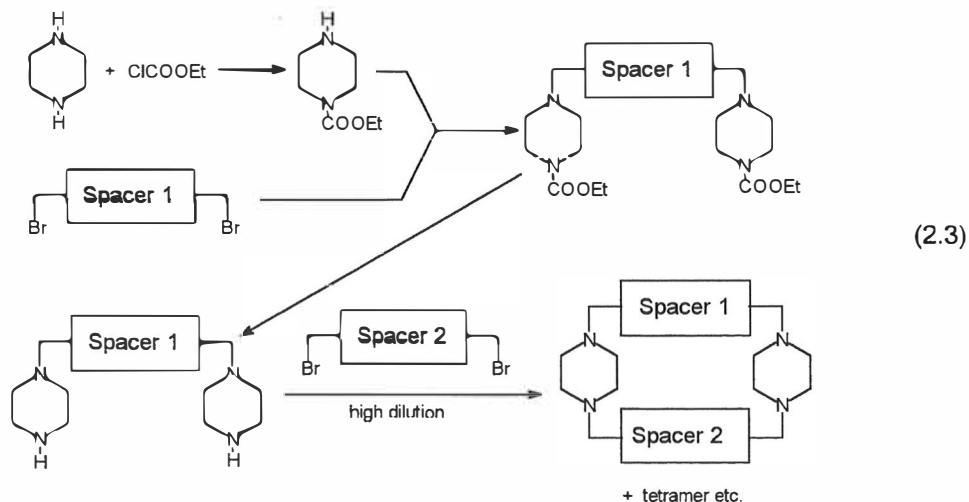 H
N
N
H
+ ClCOOEt
H
N
N
COOEt
Spacer 1
Br
Br
Spacer 1
N
N
COOEt
N
N
COOEt
(2.3)
Spacer 1
N
N
H
N
N
H
Spacer 2
Br
Br
high dilution
Spacer 1
N
N
N
N
Spacer 2
+ tetramer etc.